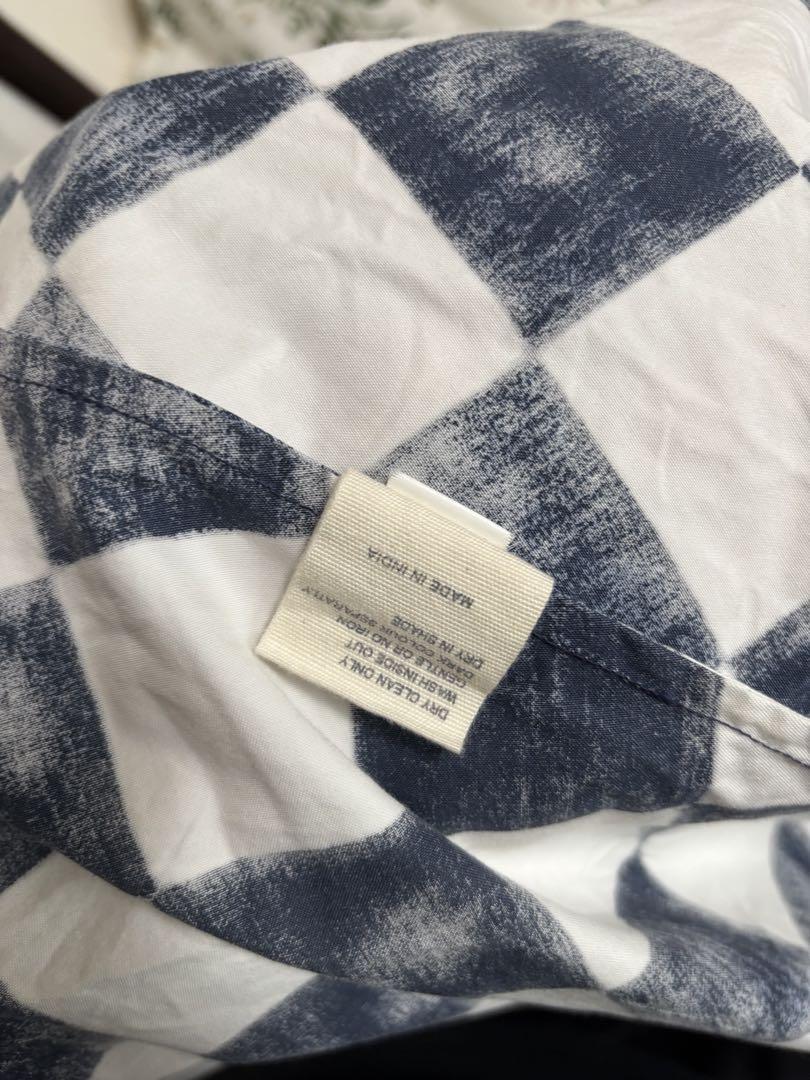 DRY CLEAN ONLY
WASH INSIDE OUT
GENTLE OR NO IRON
DARK COLOUR SEPARATLY
DRY IN SHADE
MADE IN INDIA